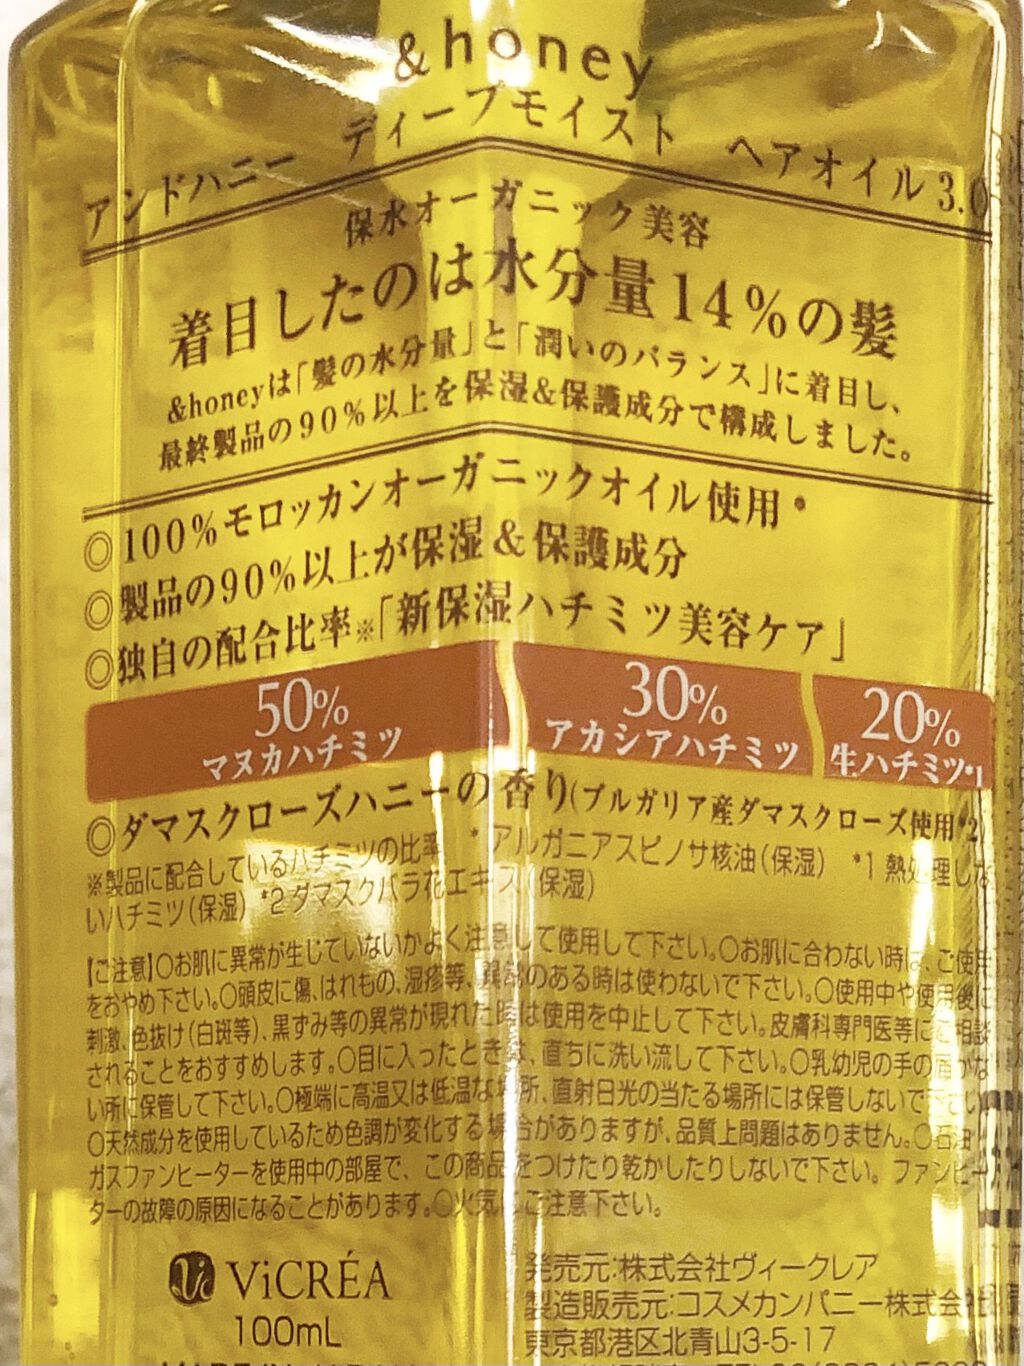 &honey
アンドハニー ディープモイスト ヘアオイル 3.0
保水オーガニック美容
着目したのは水分量14%の髪
&honeyは「髪の水分量」と「潤いのバランス」に着目し、
最終製品の90%以上を保湿&保護成分で構成しました。
◎100%モロッカンオーガニックオイル使用*
◎製品の90%以上が保湿&保護成分
◎独自の配合比率※「新保湿ハチミツ美容ケア」
50% 30% 20%
マヌカハチミツ アカシアハチミツ 生ハチミツ*1
◎ダマスクローズハニーの香り(ブルガリア産ダマスクローズ使用*2)
※製品に配合しているハチミツの比率 *アルガニアスピノサ核油(保湿) *1 熱処理しな
いハチミツ(保湿) *2 ダマスクバラ花エキス(保湿)
【ご注意】○お肌に異常が生じていないかよく注意して使用して下さい。○お肌に合わない時は、ご使用
をおやめ下さい。○頭皮に傷、はれもの、湿疹等、異常のある時は使わないで下さい。○使用中や使用後に
刺激、色抜け(白斑等)、黒ずみ等の異常が現れた時は使用を中止して下さい。皮膚科専門医等にご相談
されることをおすすめします。○目に入ったときは、直ちに洗い流して下さい。○乳幼児の手の届かな
い所に保管して下さい。○極端に高温又は低温な場所、直射日光の当たる場所には保管しないで下さい
○天然成分を使用しているため色調が変化する場合がありますが、品質上問題はありません。○石油
ガスファンヒーターを使用中の部屋で、この商品をつけたり乾かしたりしないで下さい。ファンヒー
ターの故障の原因になることがあります。○火気にご注意下さい。
ViCRÉA
100mL
発売元:株式会社ヴィークレア
製造販売元:コスメカンパニー株式会社
東京都港区北青山3-5-17